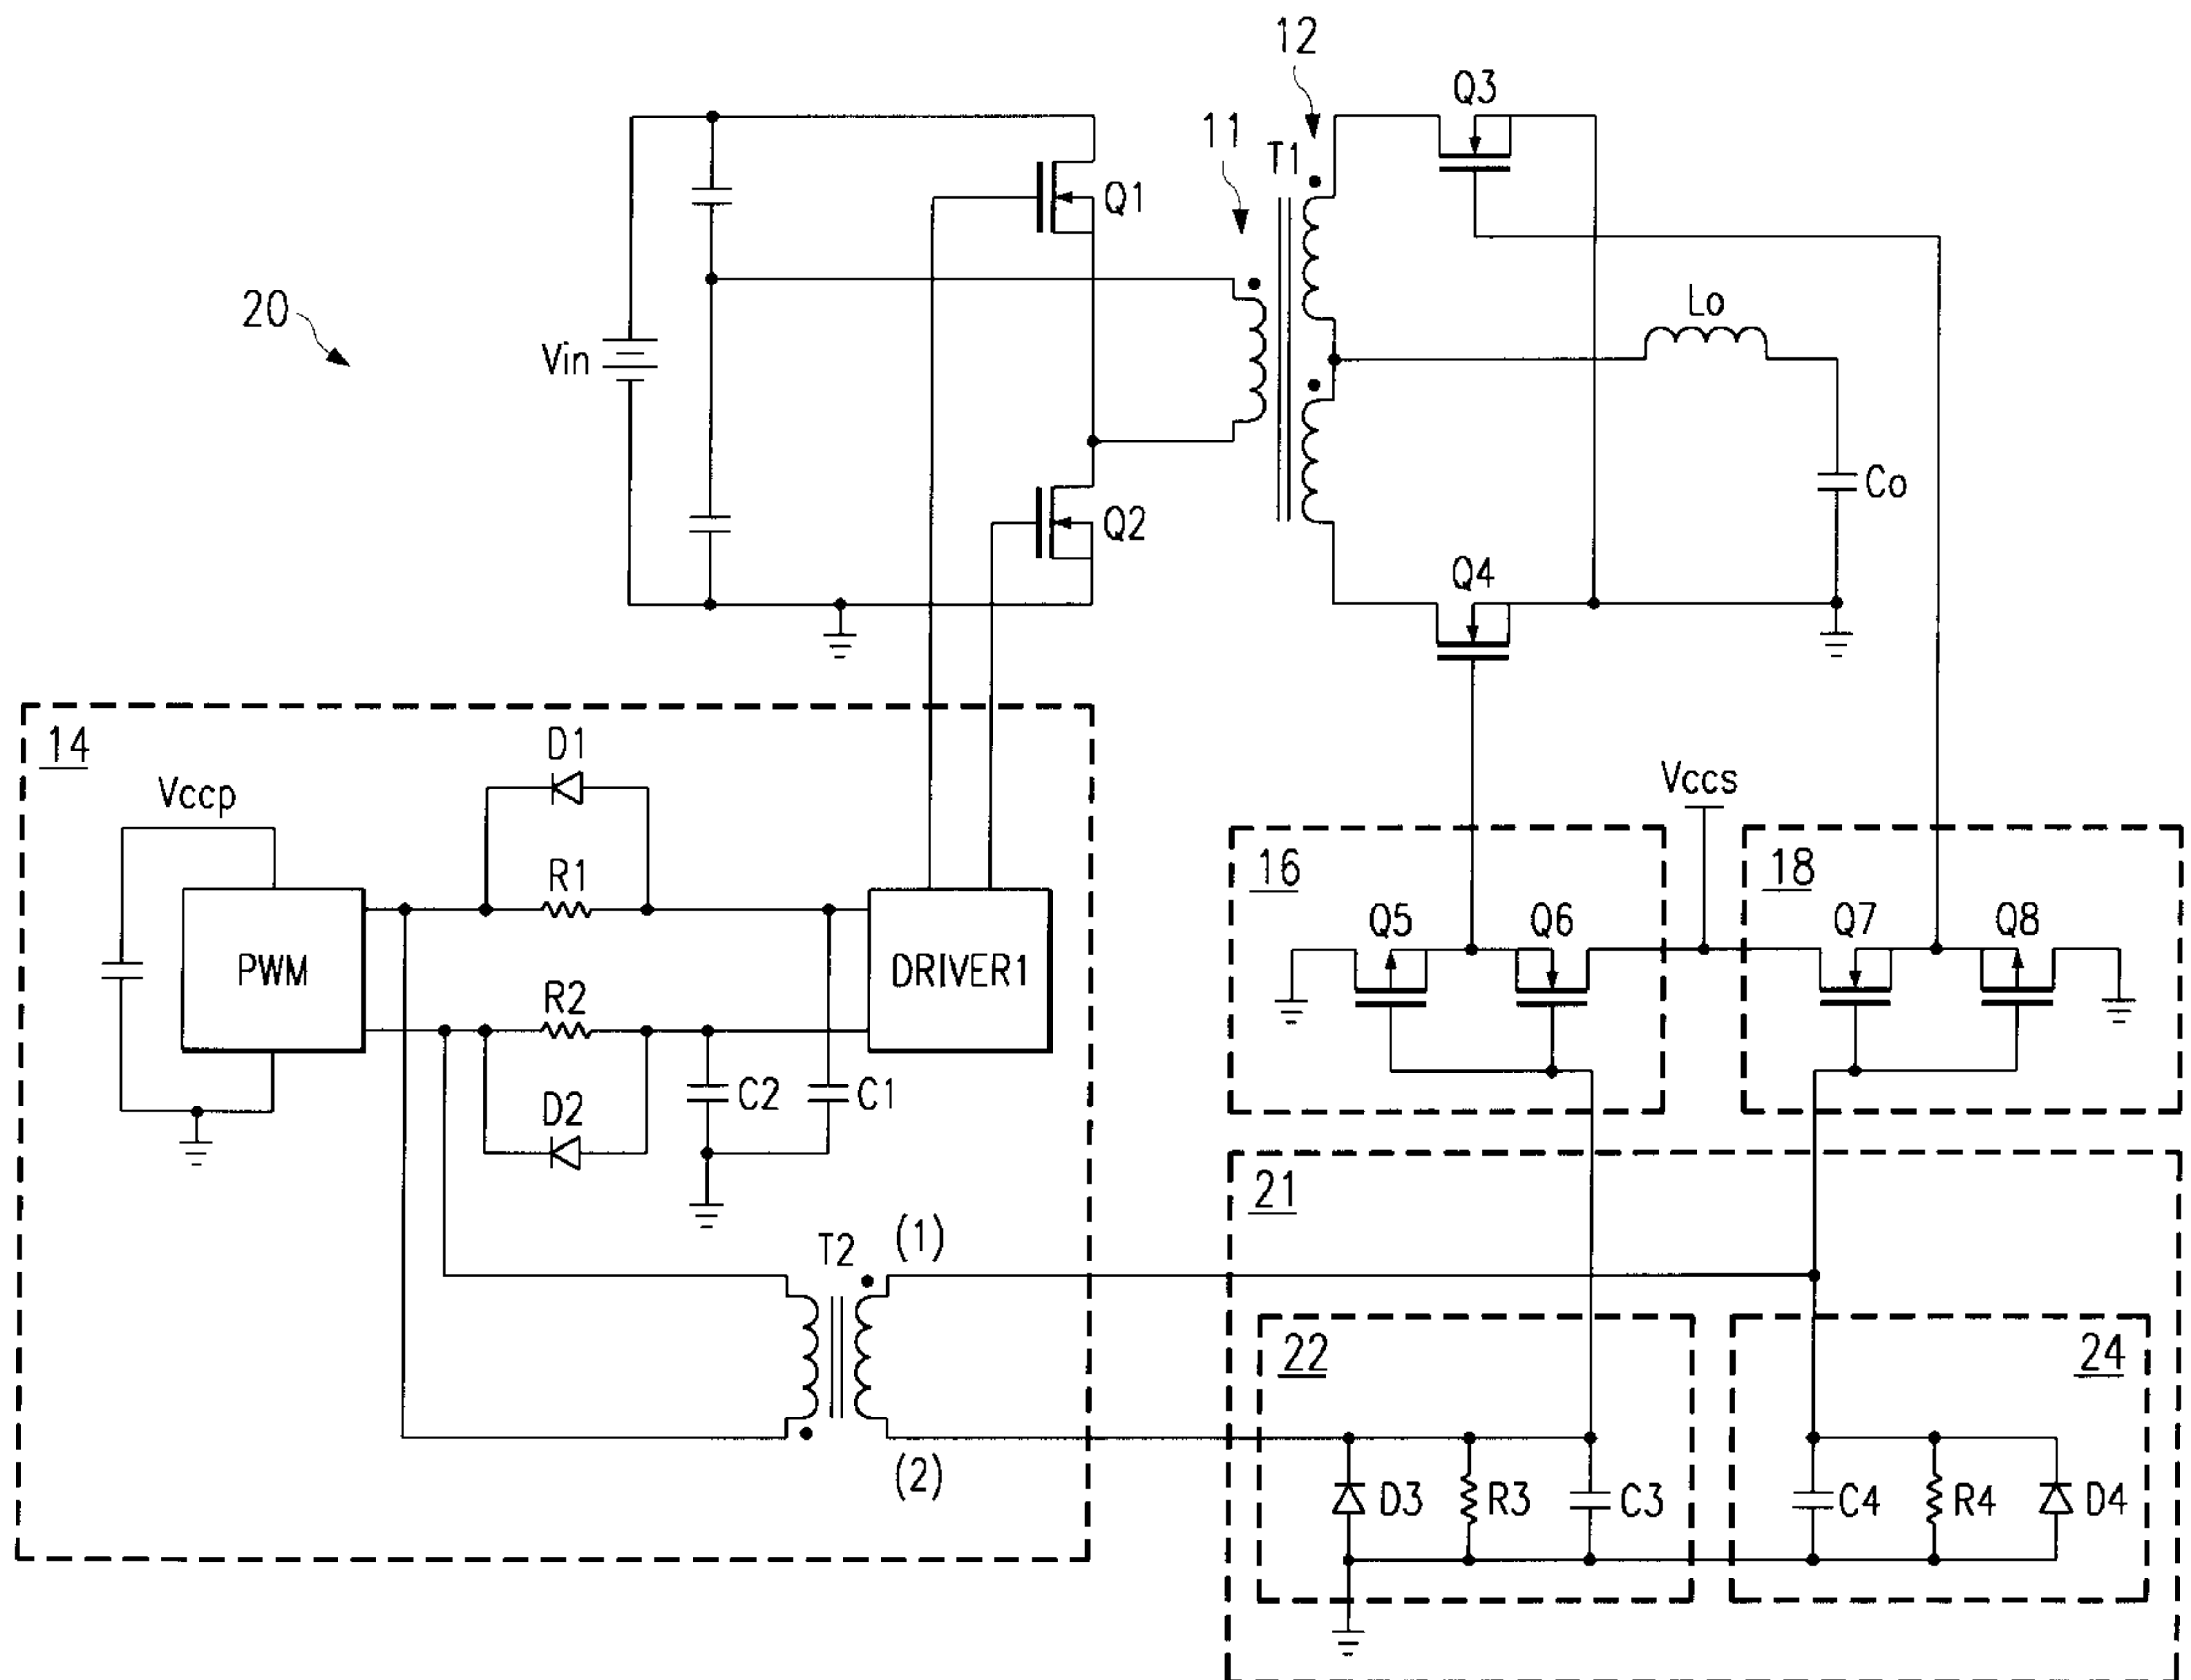 12
Q3
11
T1
Q1
20
Vin
Lo
Q2
Co
Q4
14
D1
Vccp
Vccs
R1
16
18
Q5
Q6
Q7
Q8
PWM
R2
DRIVER1
D2
C2
C1
21
T2
(1)
22
24
(2)
D3
R3
C3
C4
R4
D4